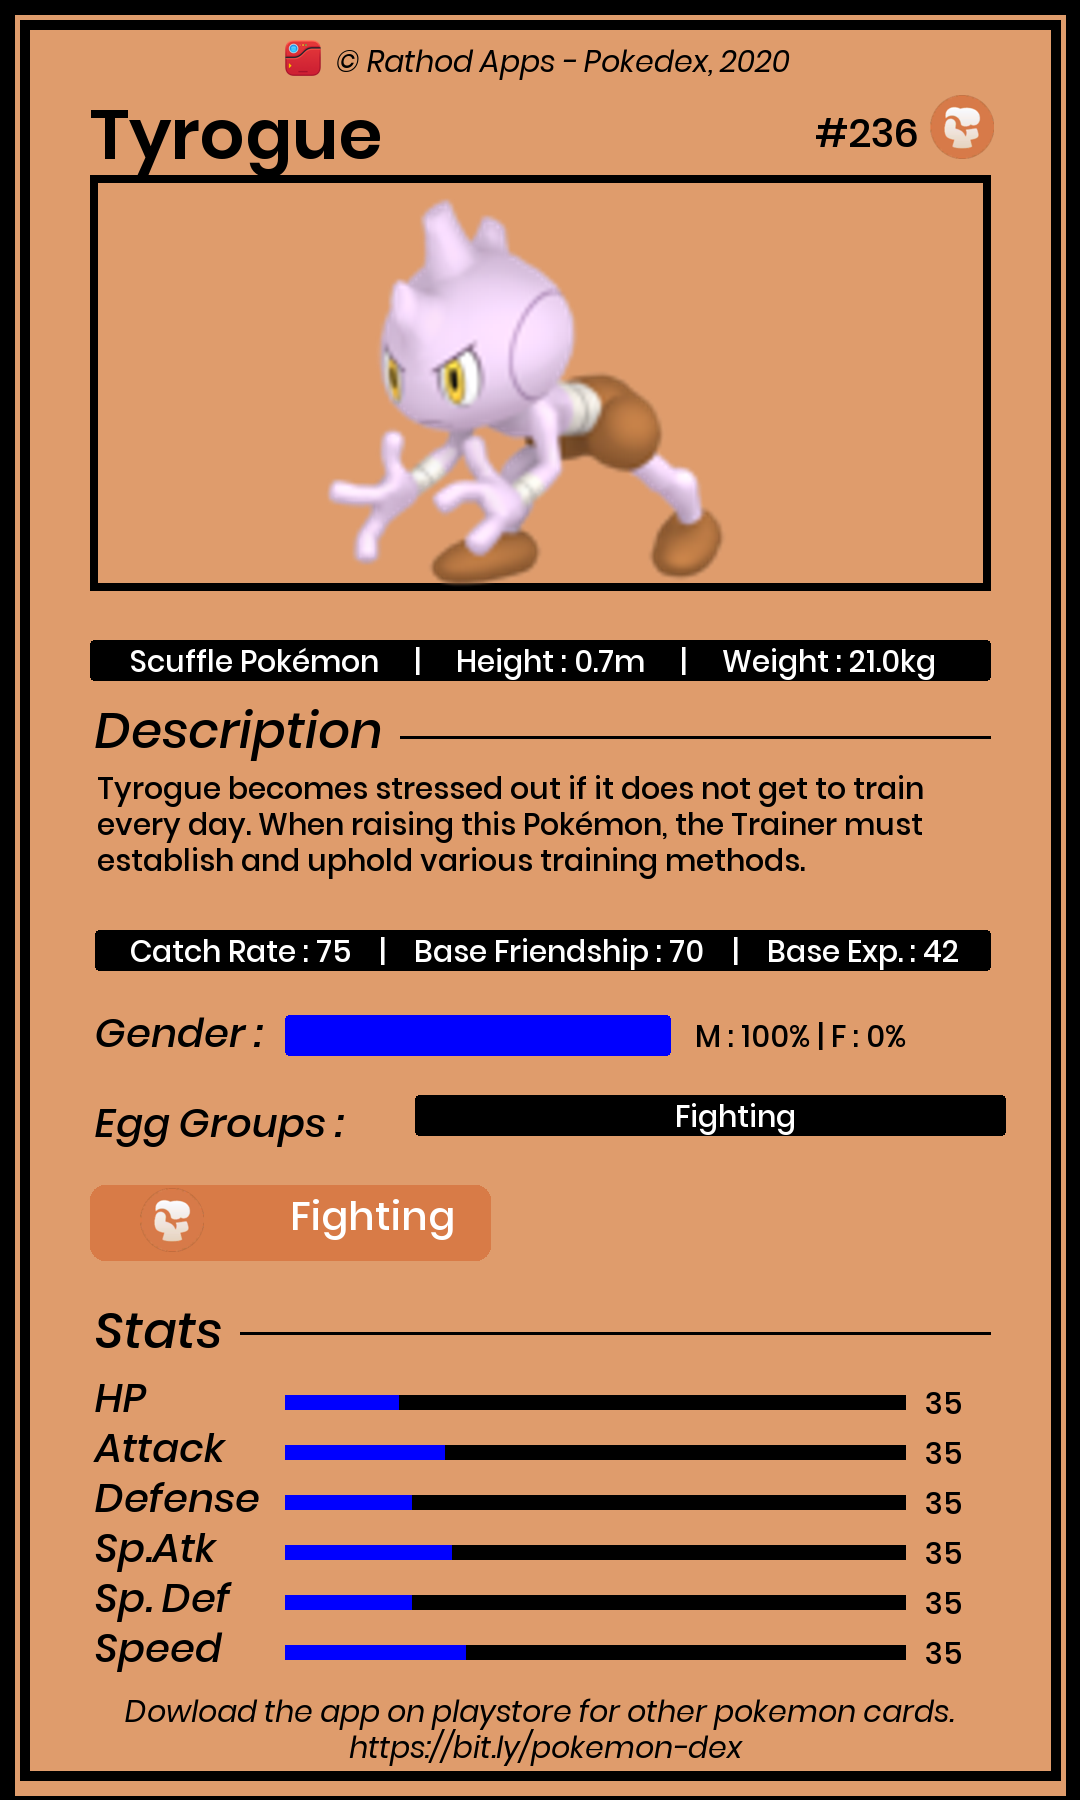 © Rathod Apps - Pokedex, 2020
Tyrogue
#236
Scuffle Pokémon | Height : 0.7m | Weight : 21.0kg
Description
Tyrogue becomes stressed out if it does not get to train
every day. When raising this Pokémon, the Trainer must
establish and uphold various training methods.
Catch Rate : 75 | Base Friendship : 70 | Base Exp. : 42
Gender : M : 100% | F : 0%
Egg Groups : Fighting
Fighting
Stats
HP 35
Attack 35
Defense 35
Sp.Atk 35
Sp. Def 35
Speed 35
Dowload the app on playstore for other pokemon cards.
https://bit.ly/pokemon-dex